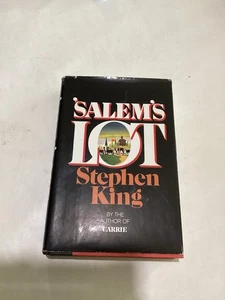 'SALEM'S
LOT
Stephen
King
BY THE
AUTHOR OF
CARRIE